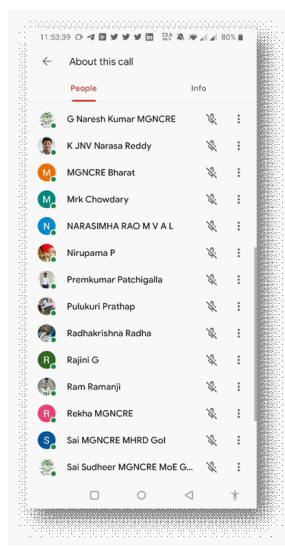 11:53:39 80%
About this call
People Info
G Naresh Kumar MGNCRE
K JNV Narasa Reddy
M MGNCRE Bharat
M Mrk Chowdary
N NARASIMHA RAO M V A L
Nirupama P
Premkumar Patchigalla
Pulukuri Prathap
Radhakrishna Radha
R Rajini G
Ram Ramanji
R Rekha MGNCRE
S Sai MGNCRE MHRD GoI
Sai Sudheer MGNCRE MoE G...